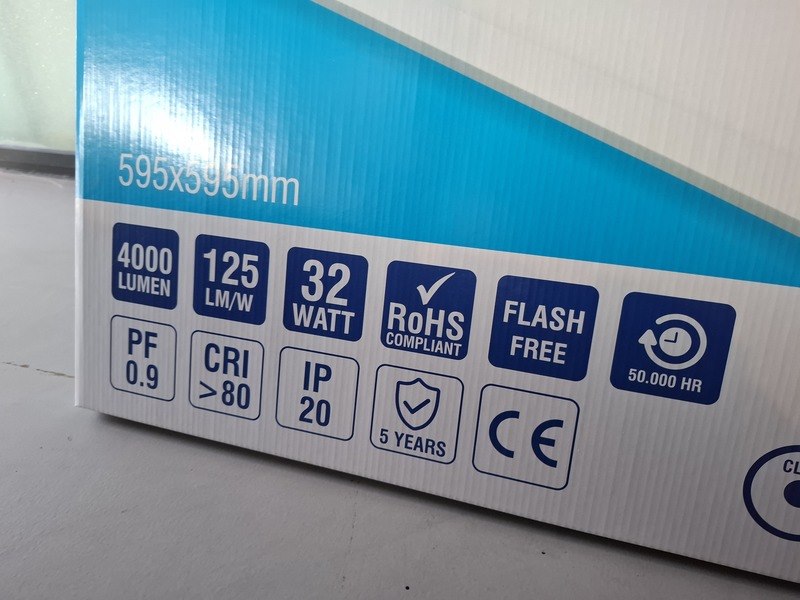 595x595mm
4000
LUMEN
125
LM/W
32
WATT
RoHS
COMPLIANT
FLASH
FREE
50.000 HR
PF
0.9
CRI
>80
IP
20
5 YEARS
CE
CL